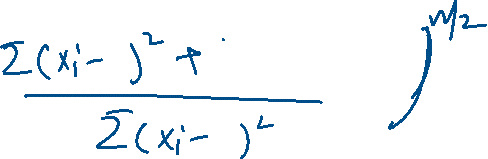 Σ(xi- )² +
Σ(xi- )²
)^n/2